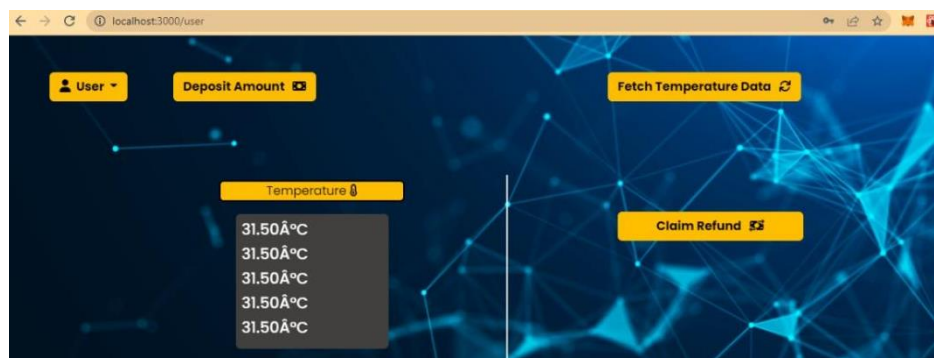 localhost:3000/user
User
Deposit Amount
Fetch Temperature Data
Temperature
Claim Refund
31.50Â°C
31.50Â°C
31.50Â°C
31.50Â°C
31.50Â°C